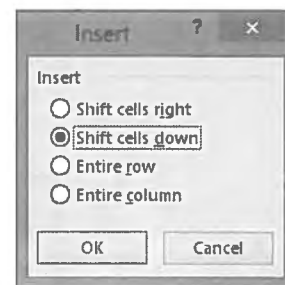 Insert ? ×
Insert
Shift cells right
Shift cells down
Entire row
Entire column
OK Cancel